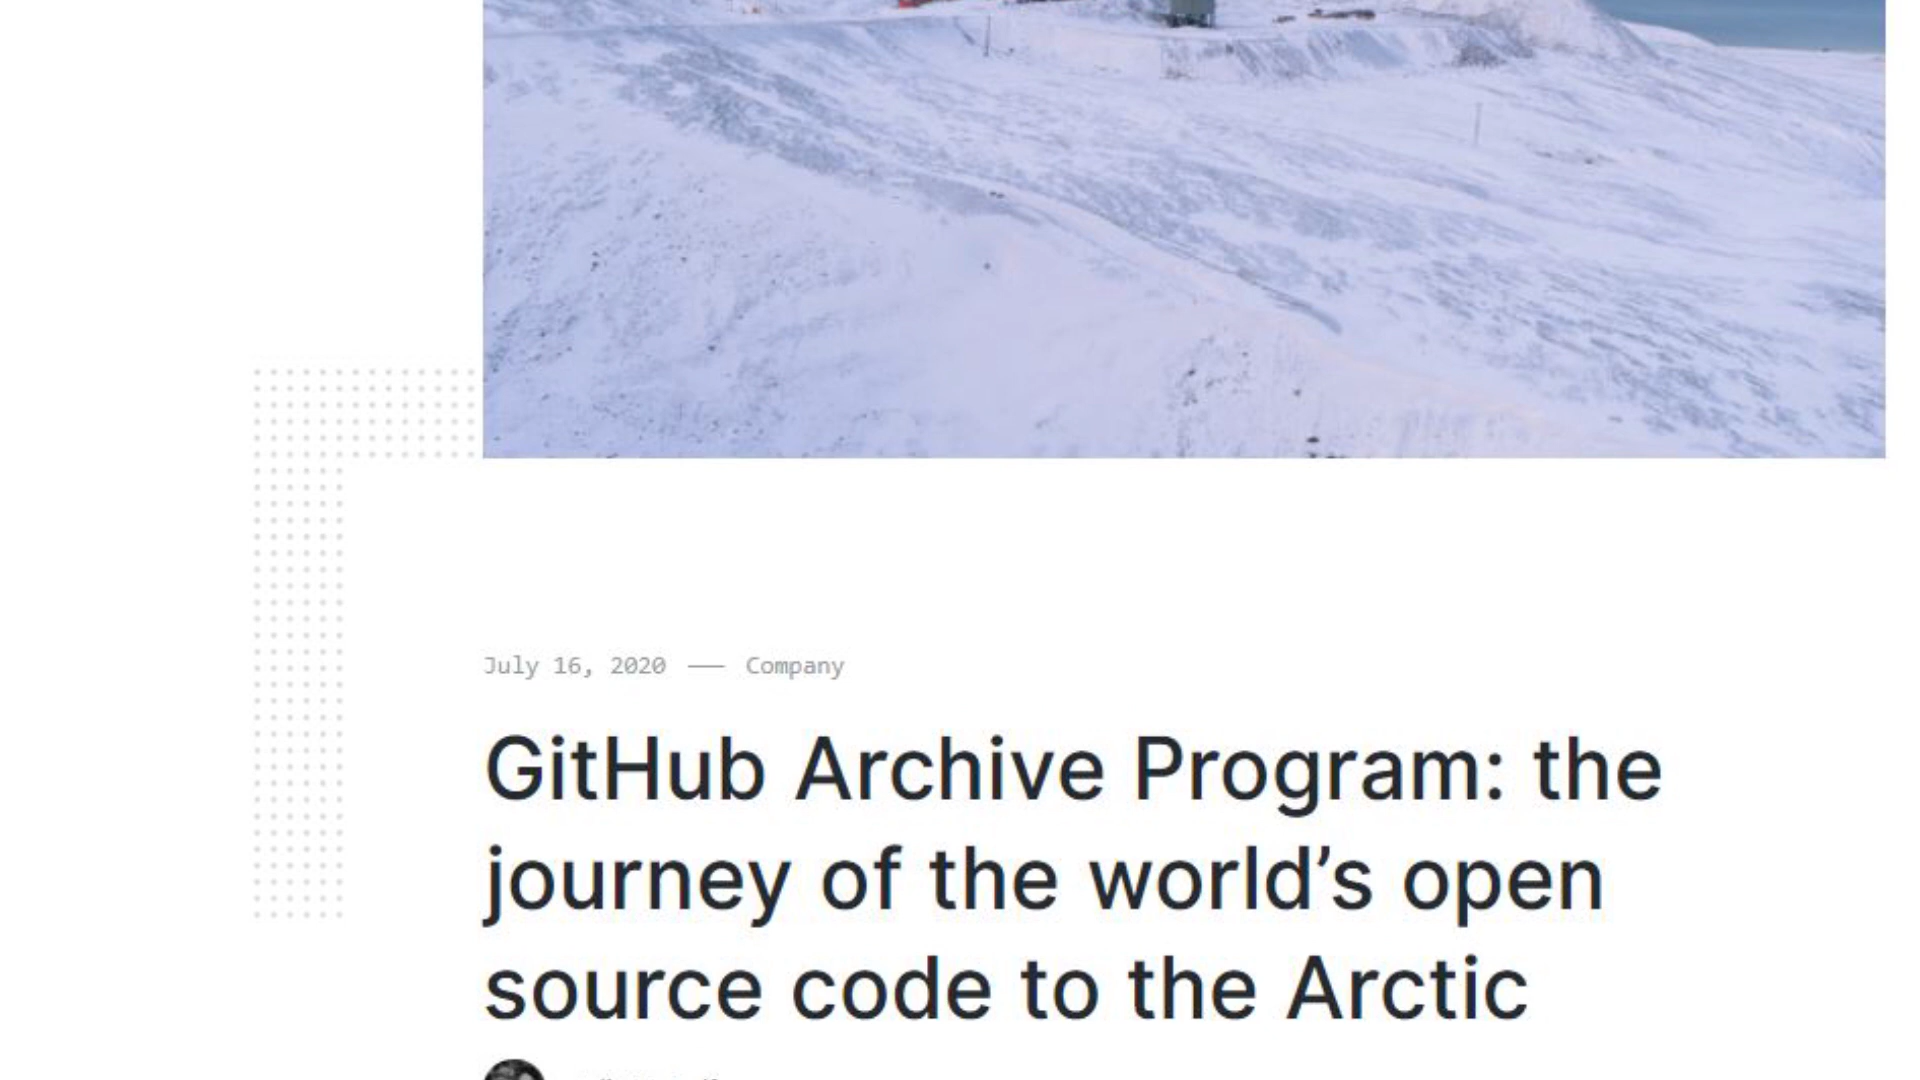 July 16, 2020 — Company
GitHub Archive Program: the
journey of the world’s open
source code to the Arctic